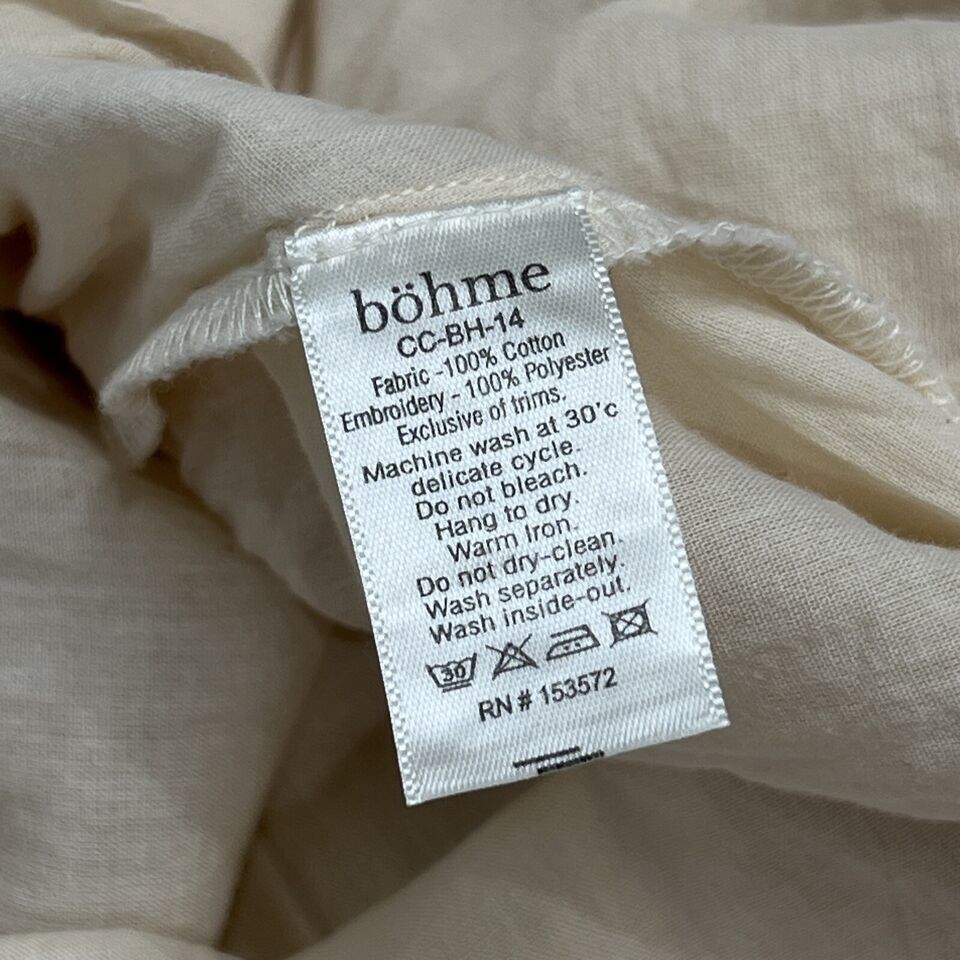 böhme
CC-BH-14
Fabric -100% Cotton
Embroidery - 100% Polyester
Exclusive of trims.
Machine wash at 30'c
delicate cycle.
Do not bleach.
Hang to dry.
Warm Iron.
Do not dry-clean.
Wash separately.
Wash inside-out.
30
RN # 153572